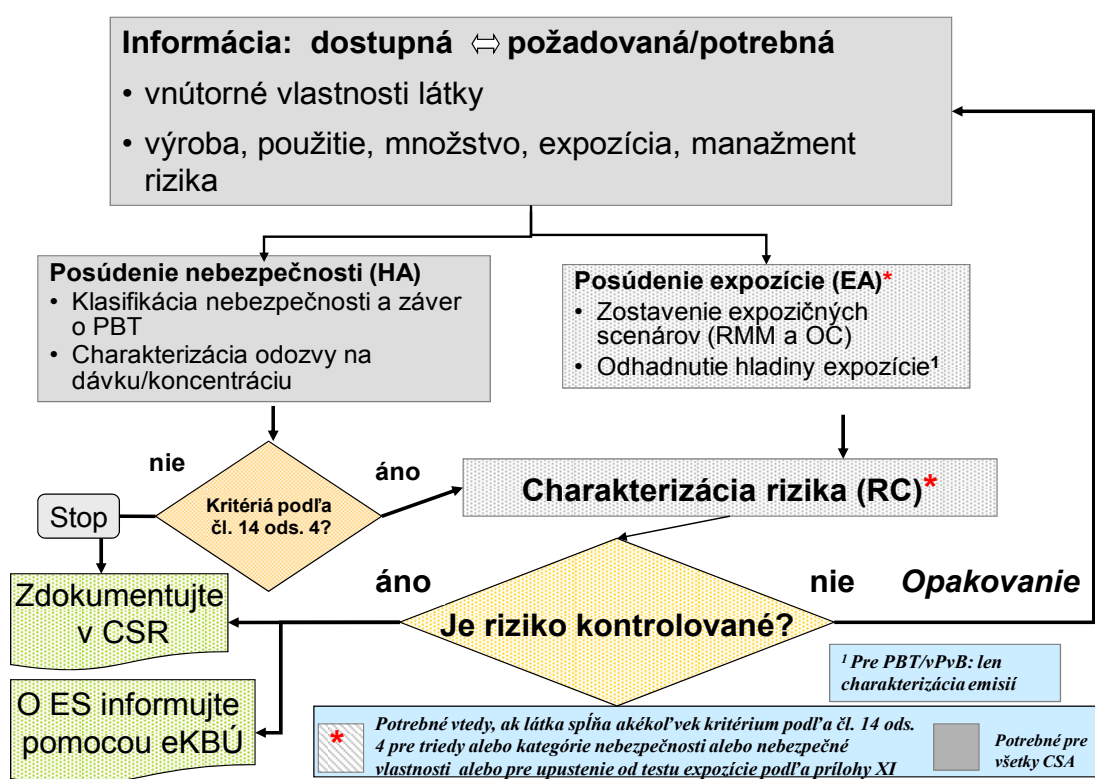 Informácia: dostupná ⇔ požadovaná/potrebná
• vnútorné vlastnosti látky
• výroba, použitie, množstvo, expozícia, manažment
rizika
Posúdenie nebezpečnosti (HA)
• Klasifikácia nebezpečnosti a záver
o PBT
• Charakterizácia odozvy na
dávku/koncentráciu
Posúdenie expozície (EA)*
• Zostavenie expozičných
scenárov (RMM a OC)
• Odhadnutie hladiny expozície¹
nie
áno
Kritériá podľa
čl. 14 ods. 4?
Stop
Charakterizácia rizika (RC)*
Zdokumentujte
v CSR
áno
nie
Opakovanie
Je riziko kontrolované?
O ES informujte
pomocou eKBÚ
¹ Pre PBT/vPvB: len
charakterizácia emisií
*
Potrebné vtedy, ak látka spĺňa akékoľvek kritérium podľa čl. 14 ods.
4 pre triedy alebo kategórie nebezpečnosti alebo nebezpečné
vlastnosti alebo pre upustenie od testu expozície podľa prílohy XI
Potrebné pre
všetky CSA